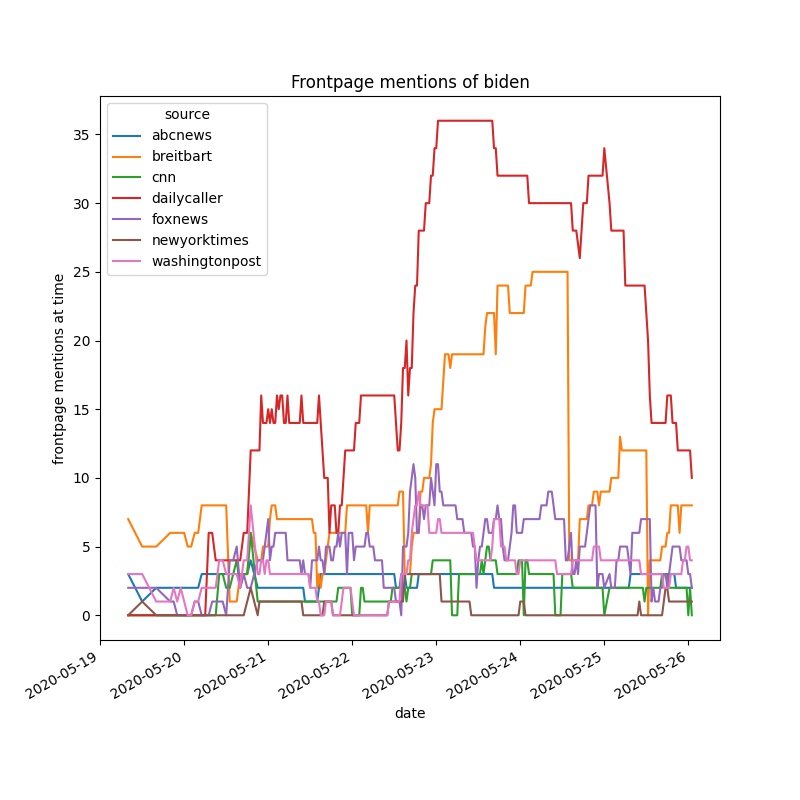 Frontpage mentions of biden
source
abcnews
breitbart
cnn
dailycaller
foxnews
newyorktimes
washingtonpost
frontpage mentions at time
35
30
25
20
15
10
5
0
2020-05-19
2020-05-20
2020-05-21
2020-05-22
2020-05-23
2020-05-24
2020-05-25
2020-05-26
date